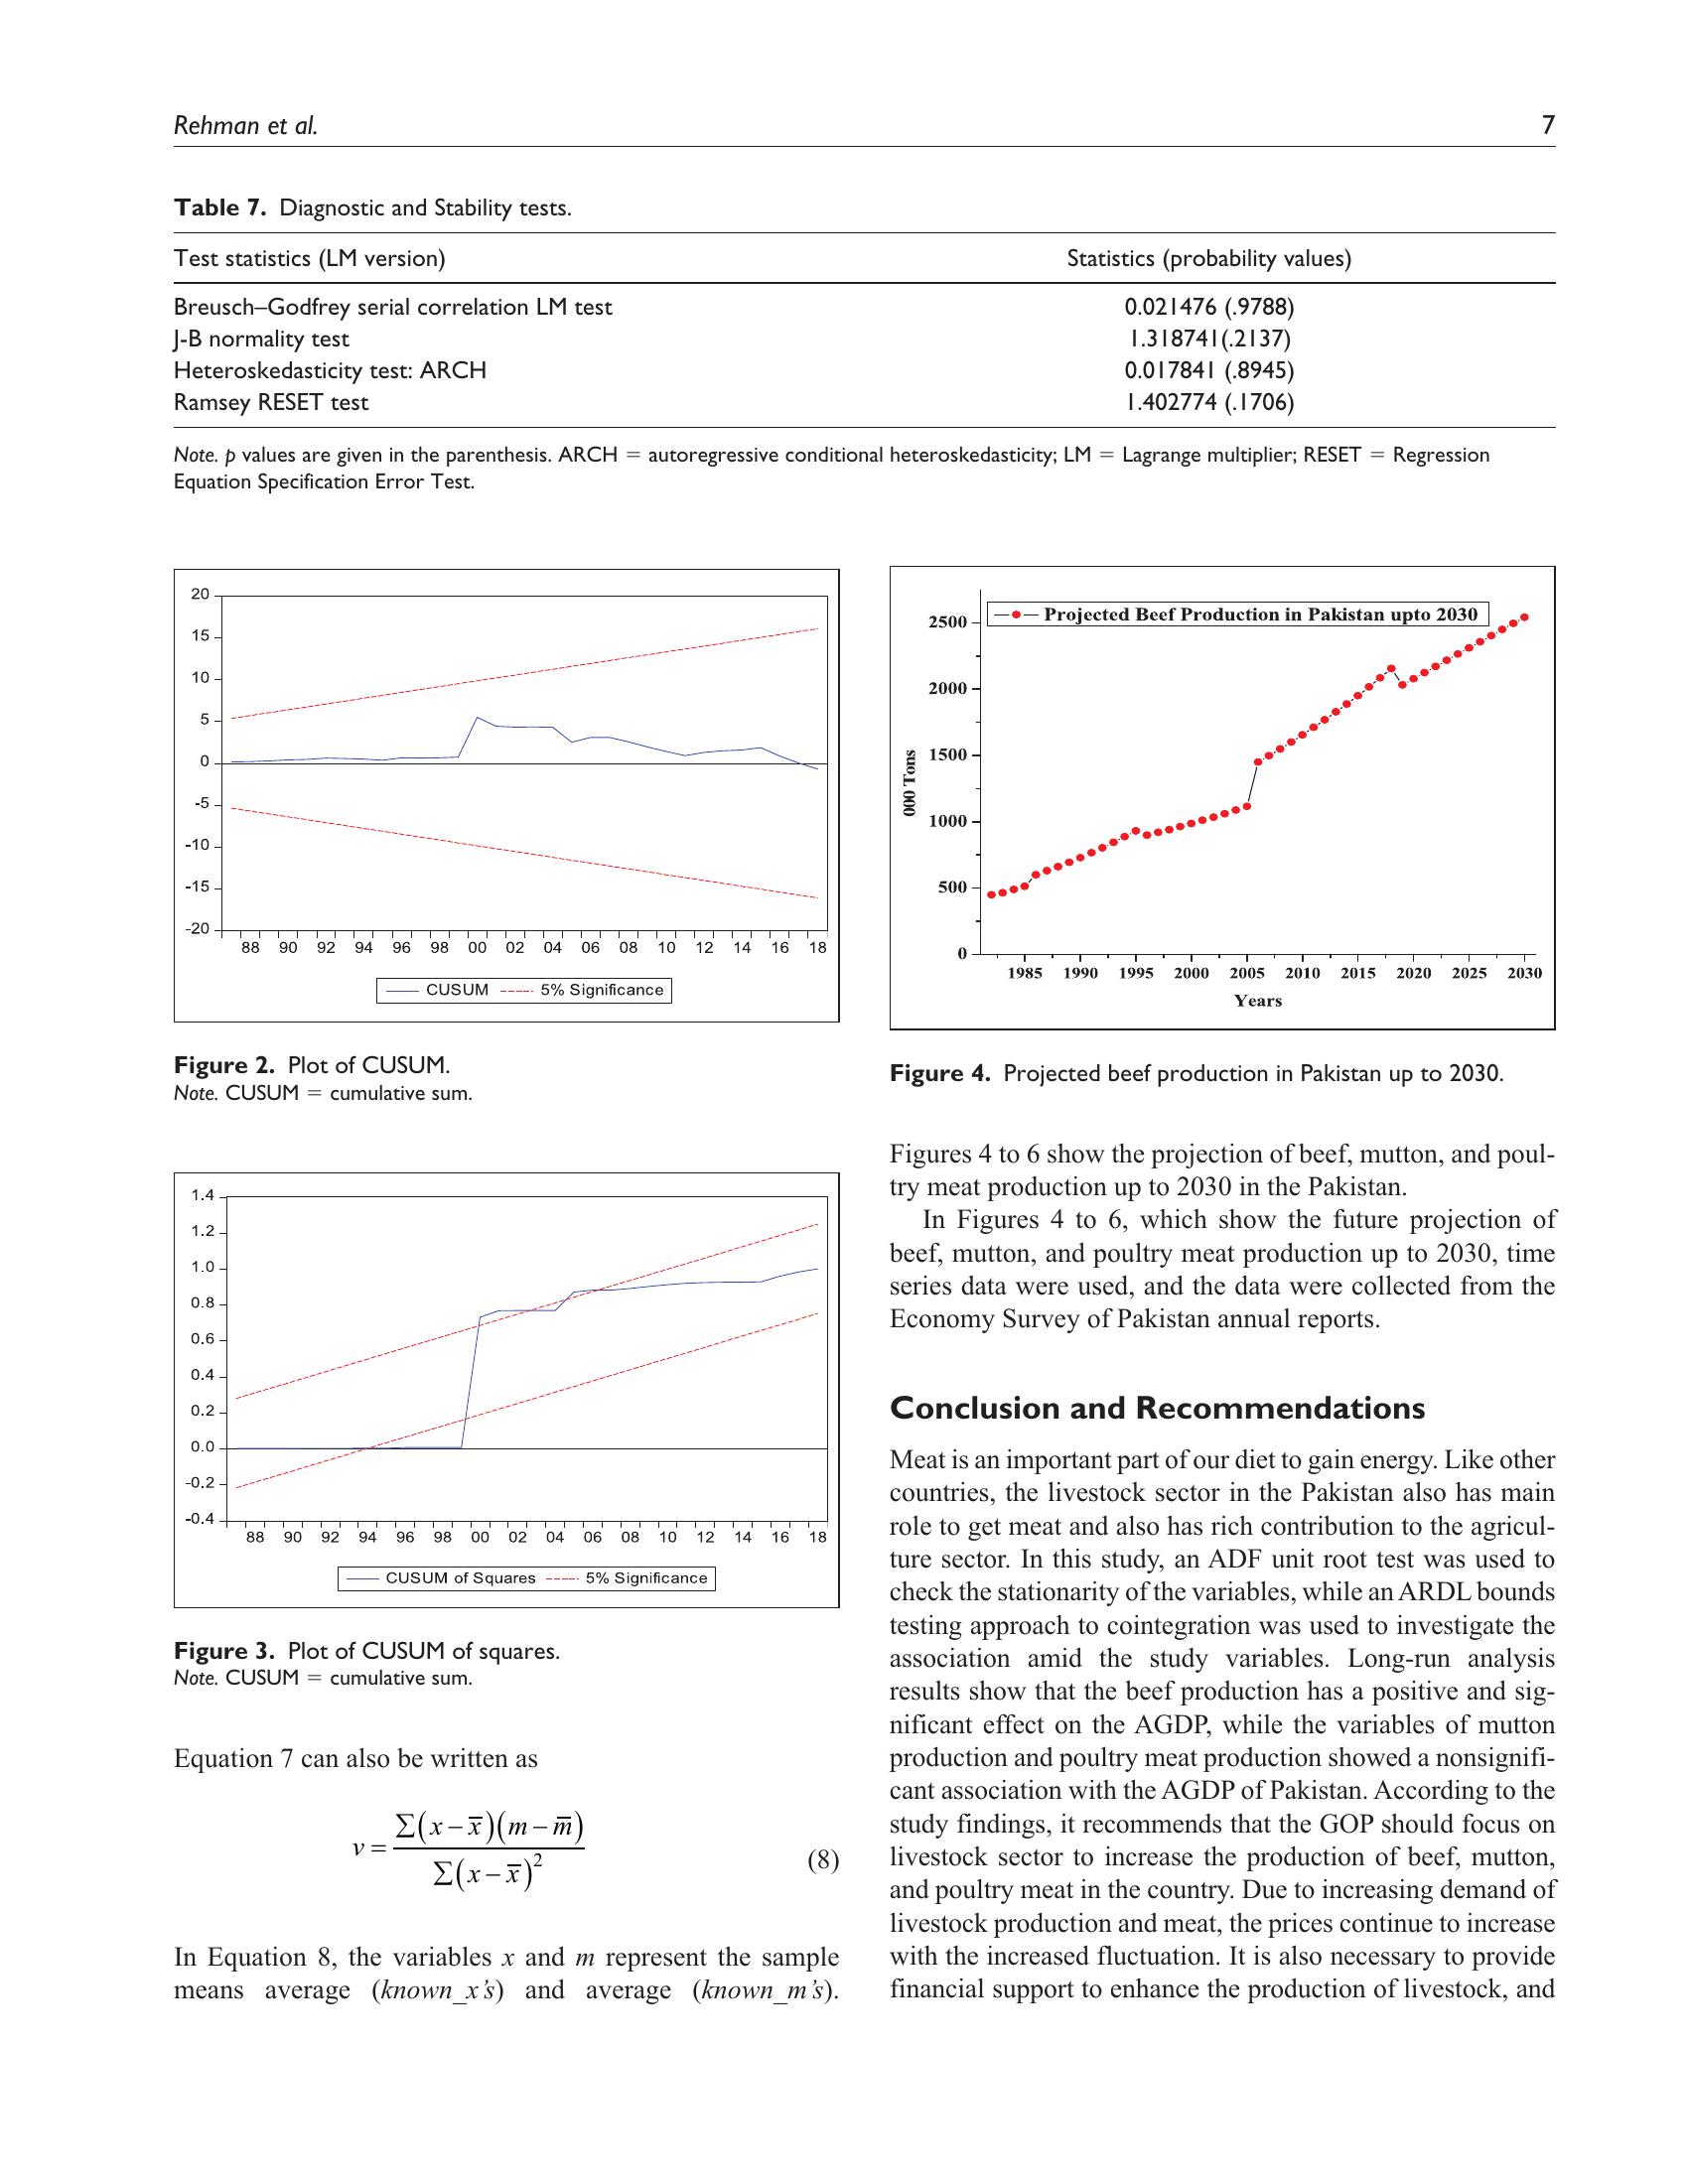 Rehman et al. 7
Table 7. Diagnostic and Stability tests.
Test statistics (LM version) Statistics (probability values)
Breusch–Godfrey serial correlation LM test 0.021476 (.9788)
J-B normality test 1.318741(.2137)
Heteroskedasticity test: ARCH 0.017841 (.8945)
Ramsey RESET test 1.402774 (.1706)
Note. p values are given in the parenthesis. ARCH = autoregressive conditional heteroskedasticity; LM = Lagrange multiplier; RESET = Regression
Equation Specification Error Test.
20
15
10
5
0
-5
-10
-15
-20
88 90 92 94 96 98 00 02 04 06 08 10 12 14 16 18
CUSUM 5% Significance
Figure 2. Plot of CUSUM.
Note. CUSUM = cumulative sum.
1.4
1.2
1.0
0.8
0.6
0.4
0.2
0.0
-0.2
-0.4
88 90 92 94 96 98 00 02 04 06 08 10 12 14 16 18
CUSUM of Squares 5% Significance
Figure 3. Plot of CUSUM of squares.
Note. CUSUM = cumulative sum.
Equation 7 can also be written as
v = ∑(x – x̅)(m – m̅) / ∑(x – x̅)² (8)
In Equation 8, the variables x and m represent the sample
means average (known_x's) and average (known_m's).
Projected Beef Production in Pakistan upto 2030
2500
2000
1500
1000
500
0
000 Tons
1985 1990 1995 2000 2005 2010 2015 2020 2025 2030
Years
Figure 4. Projected beef production in Pakistan up to 2030.
Figures 4 to 6 show the projection of beef, mutton, and poul-
try meat production up to 2030 in the Pakistan.
In Figures 4 to 6, which show the future projection of
beef, mutton, and poultry meat production up to 2030, time
series data were used, and the data were collected from the
Economy Survey of Pakistan annual reports.
Conclusion and Recommendations
Meat is an important part of our diet to gain energy. Like other
countries, the livestock sector in the Pakistan also has main
role to get meat and also has rich contribution to the agricul-
ture sector. In this study, an ADF unit root test was used to
check the stationarity of the variables, while an ARDL bounds
testing approach to cointegration was used to investigate the
association amid the study variables. Long-run analysis
results show that the beef production has a positive and sig-
nificant effect on the AGDP, while the variables of mutton
production and poultry meat production showed a nonsignifi-
cant association with the AGDP of Pakistan. According to the
study findings, it recommends that the GOP should focus on
livestock sector to increase the production of beef, mutton,
and poultry meat in the country. Due to increasing demand of
livestock production and meat, the prices continue to increase
with the increased fluctuation. It is also necessary to provide
financial support to enhance the production of livestock, and